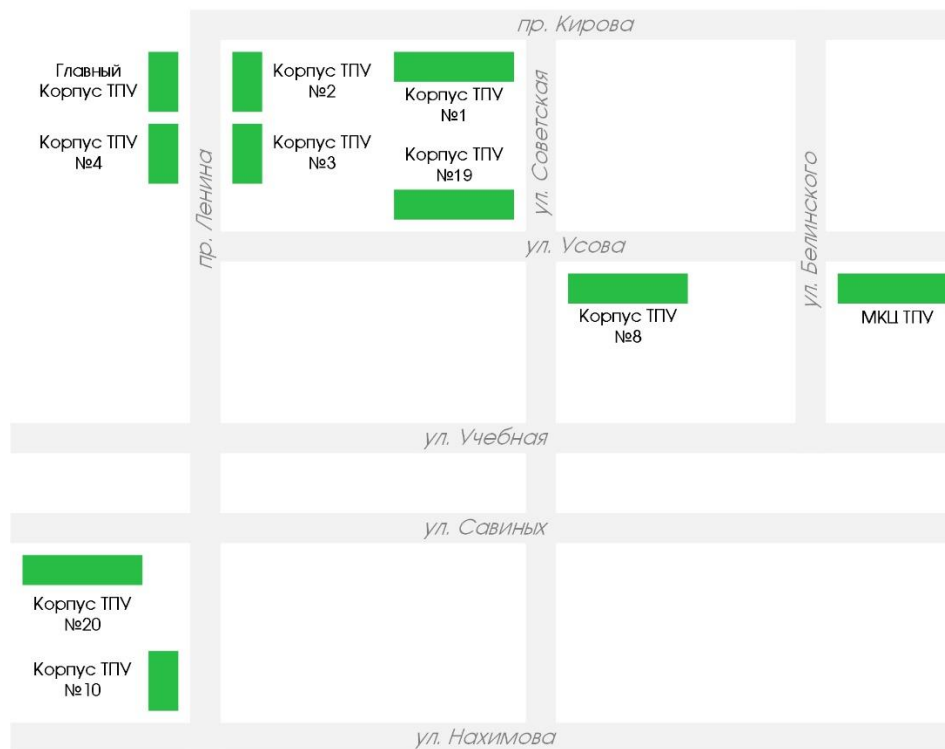 пр. Кирова
Главный
Корпус ТПУ
Корпус ТПУ
№2
Корпус ТПУ
№1
Корпус ТПУ
№4
Корпус ТПУ
№3
Корпус ТПУ
№19
пр. Ленина
ул. Советская
ул. Белинского
ул. Усова
Корпус ТПУ
№8
МКЦ ТПУ
ул. Учебная
ул. Савиных
Корпус ТПУ
№20
Корпус ТПУ
№10
ул. Нахимова